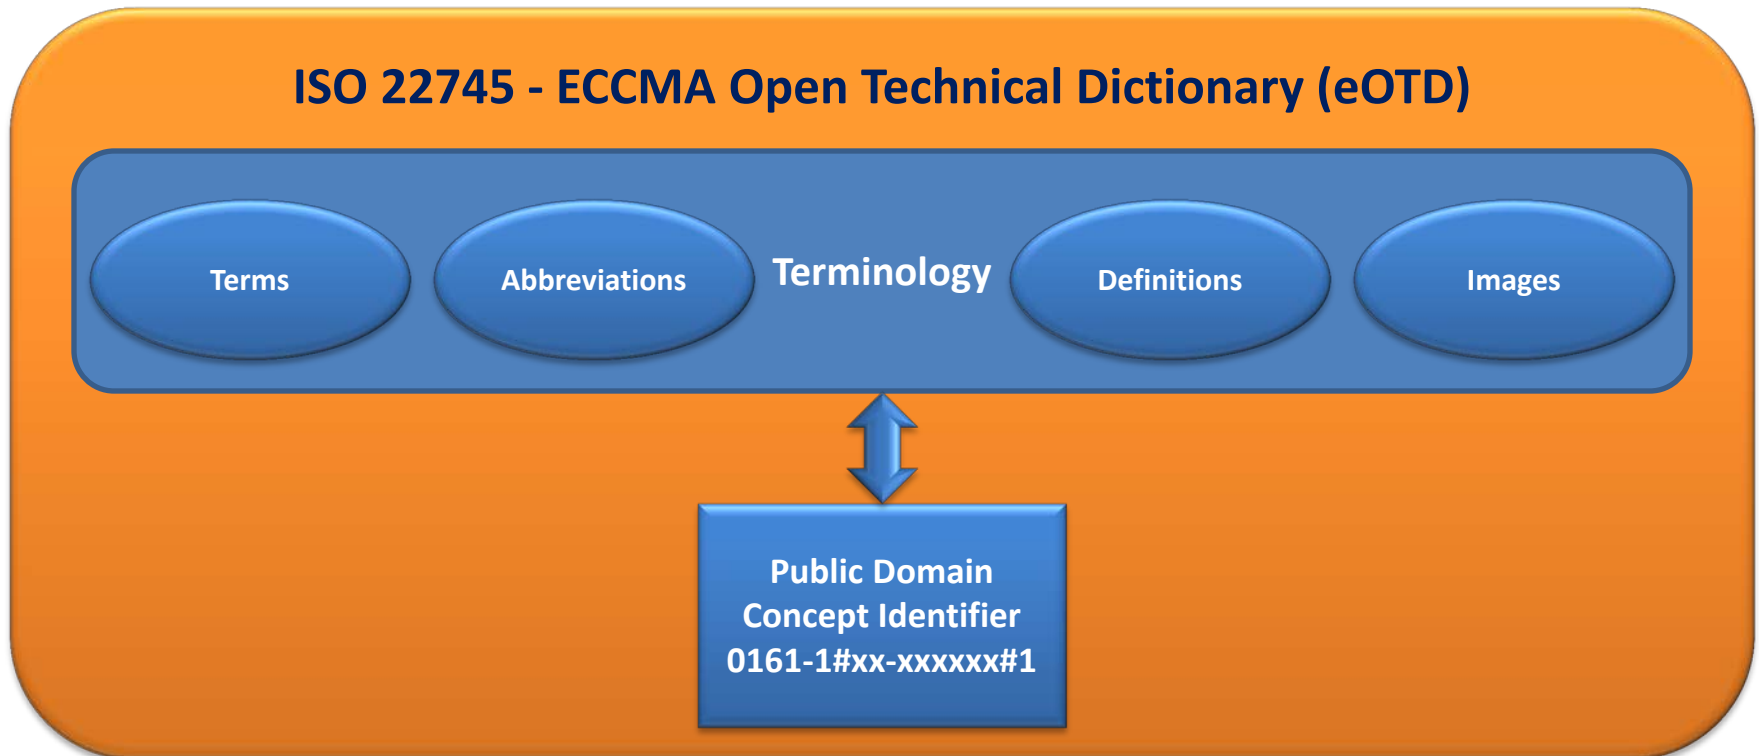 ISO 22745 - ECCMA Open Technical Dictionary (eOTD)
Terms
Abbreviations
Terminology
Definitions
Images
Public Domain
Concept Identifier
0161-1#xx-xxxxxx#1